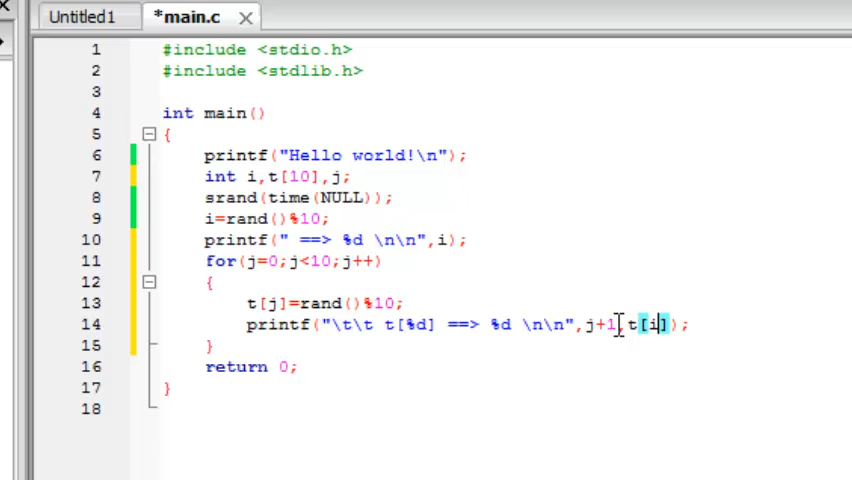 Untitled1
*main.c
1 #include <stdio.h>
2 #include <stdlib.h>
3
4 int main()
5 {
6 printf("Hello world!\n");
7 int i,t[10],j;
8 srand(time(NULL));
9 i=rand()%10;
10 printf(" ==> %d \n\n",i);
11 for(j=0;j<10;j++)
12 {
13 t[j]=rand()%10;
14 printf("\t\t t[%d] ==> %d \n\n",j+1,t[i]);
15 }
16 return 0;
17 }
18